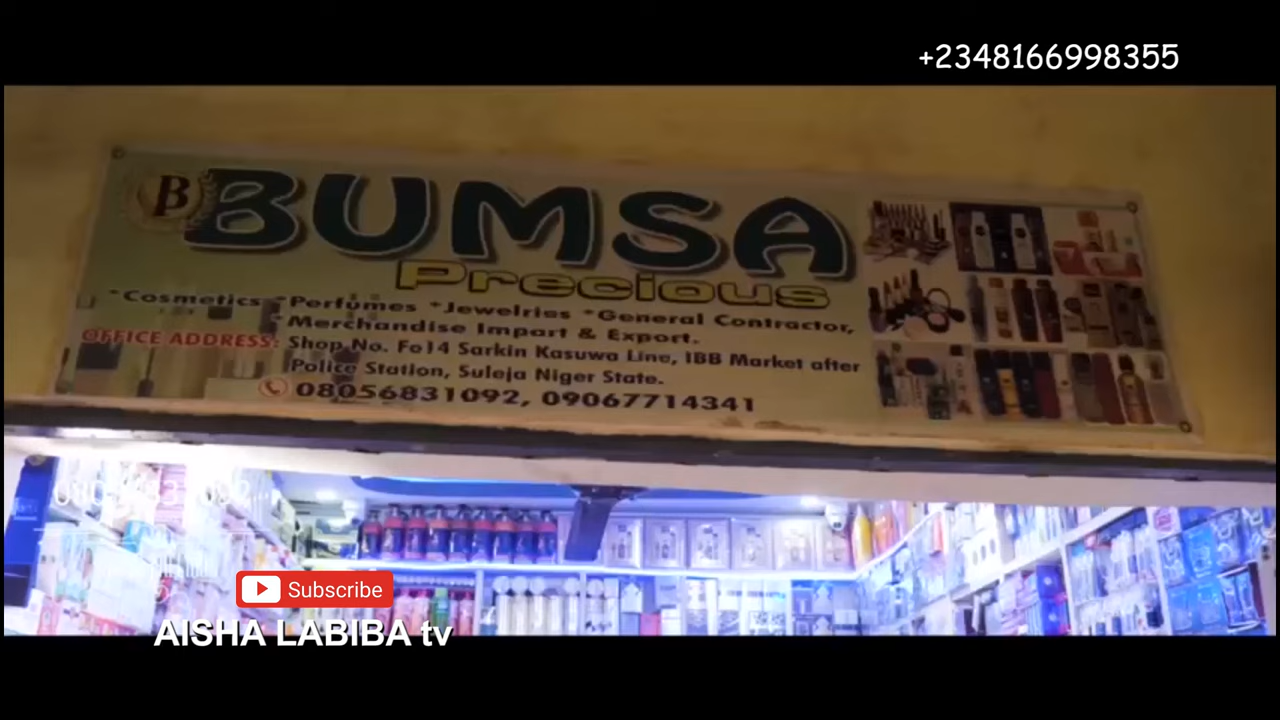 +2348166998355
B BUMSA
Precious
*Cosmetics *Perfumes *Jewelries *General Contractor,
*Merchandise Import & Export.
OFFICE ADDRESS: Shop No. Fo14 Sarkin Kasuwa Line, IBB Market after
Police Station, Suleja Niger State.
08056831092, 09067714341
Subscribe
AISHA LABIBA tv